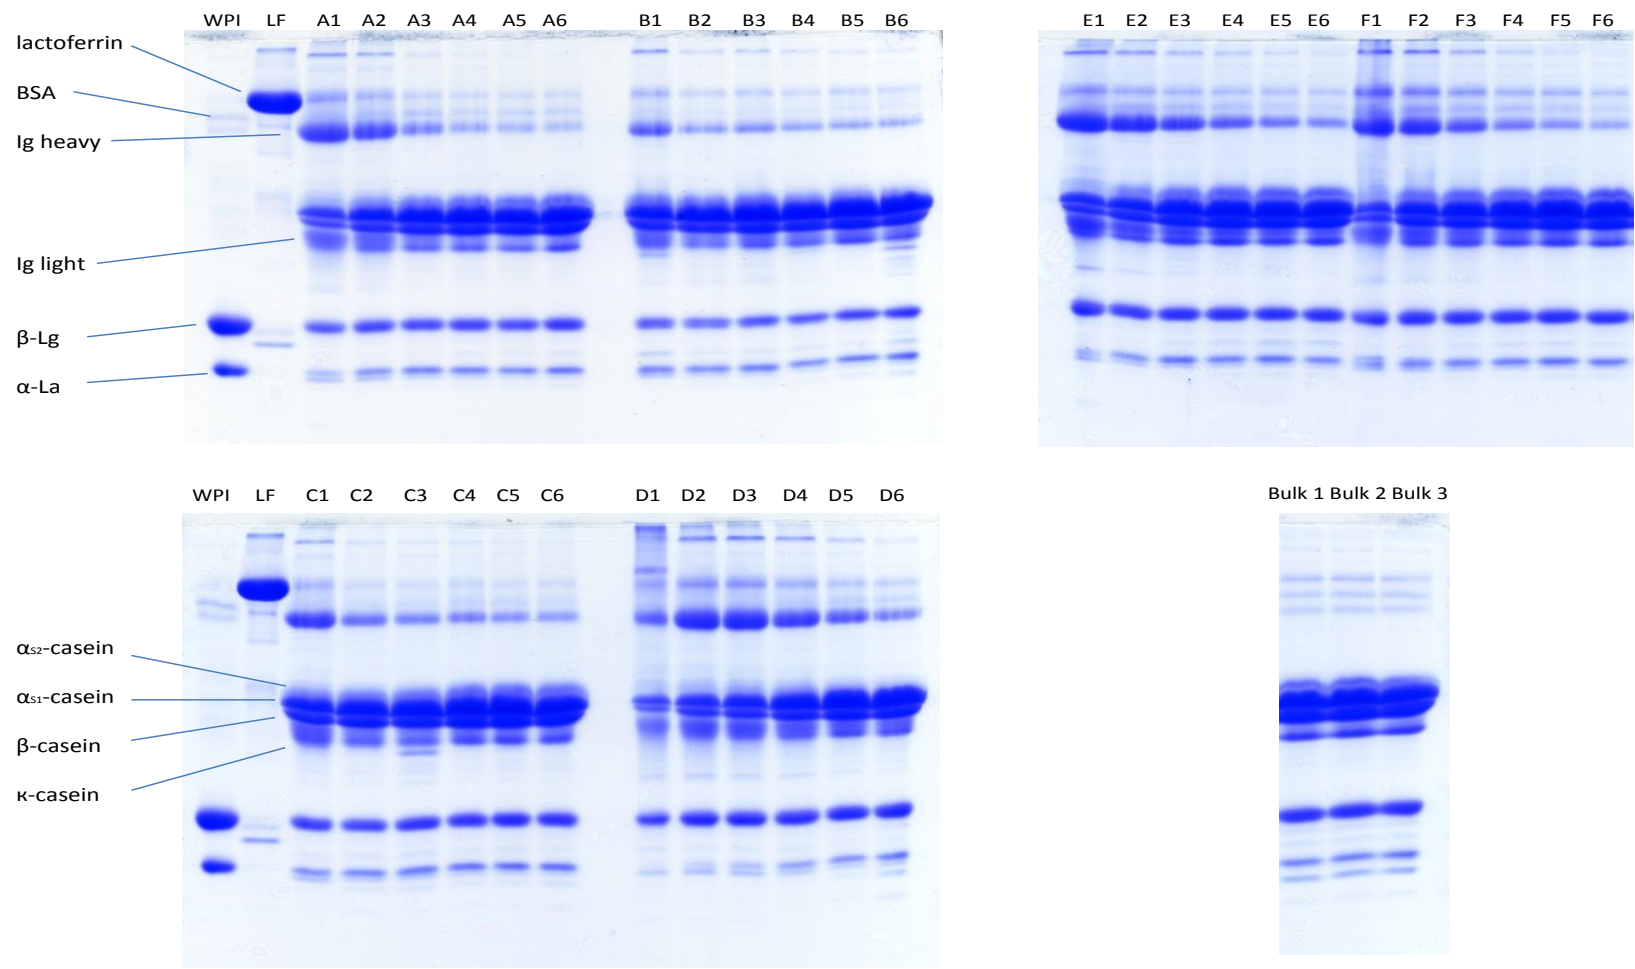 WPI LF A1 A2 A3 A4 A5 A6 B1 B2 B3 B4 B5 B6
E1 E2 E3 E4 E5 E6 F1 F2 F3 F4 F5 F6
lactoferrin
BSA
Ig heavy
Ig light
β-Lg
α-La
WPI LF C1 C2 C3 C4 C5 C6 D1 D2 D3 D4 D5 D6
Bulk 1 Bulk 2 Bulk 3
αs2-casein
αs1-casein
β-casein
κ-casein